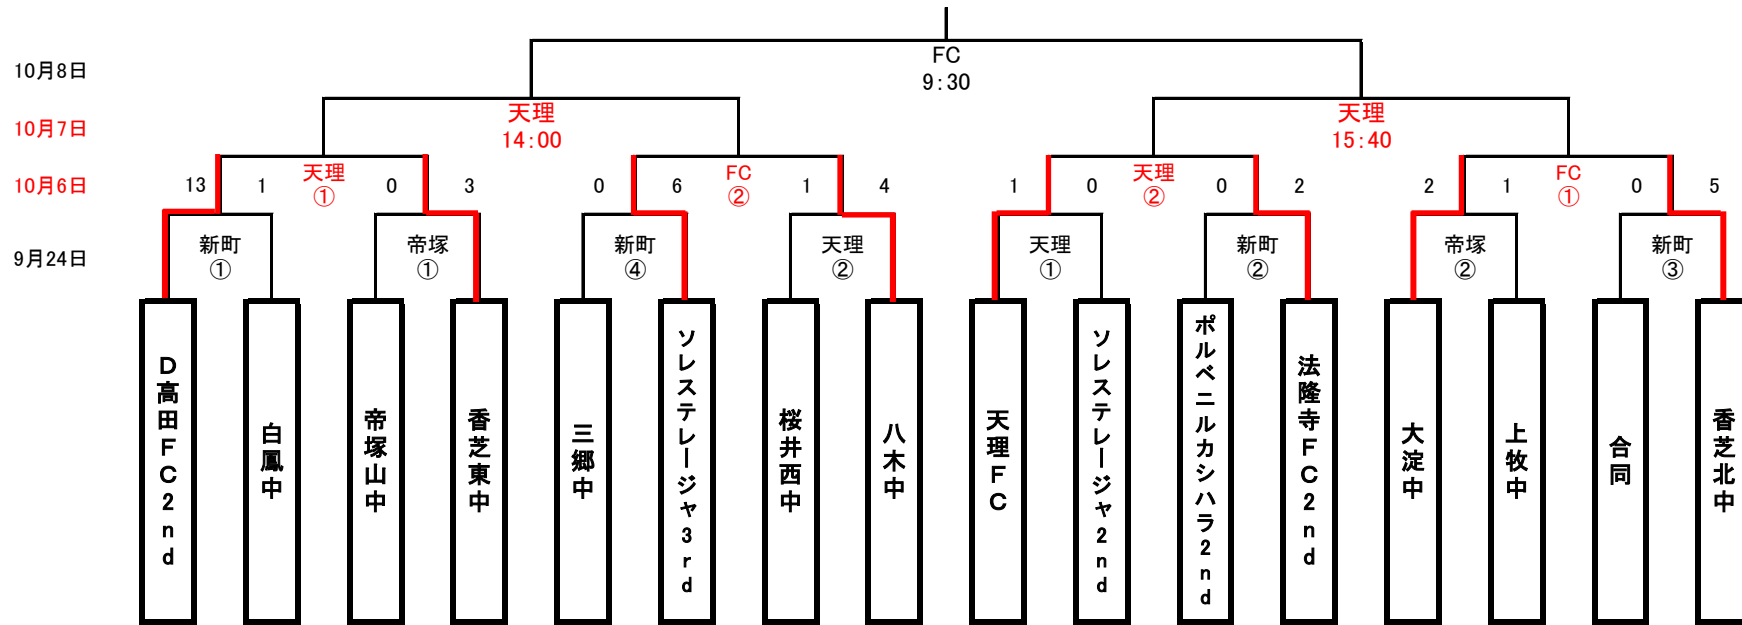 FC
9:30
10月8日
天理
14:00
天理
15:40
10月7日
10月6日
13
1
天理
①
0
3
0
6
FC
②
1
4
1
0
天理
②
0
2
2
1
FC
①
0
5
9月24日
新町
①
帝塚
①
新町
④
天理
②
天理
①
新町
②
帝塚
②
新町
③
D高田FC2nd
白鳳中
帝塚山中
香芝東中
三郷中
ソレステレージャ3rd
桜井西中
八木中
天理FC
ソレステレージャ2nd
ポルベニルカシハラ2nd
法隆寺FC2nd
大淀中
上牧中
合同
香芝北中